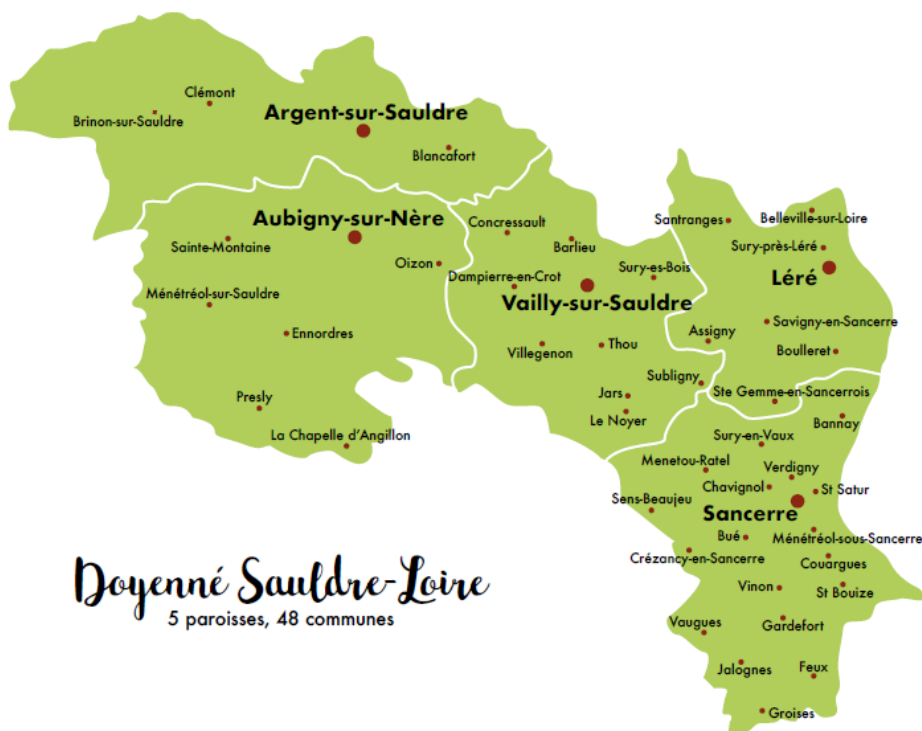 Clémont
Brinon-sur-Sauldre
Argent-sur-Sauldre
Blancafort
Aubigny-sur-Nère
Sainte-Montaine
Oizon
Ménétréol-sur-Sauldre
Ennordres
Presly
La Chapelle d'Angillon
Concressault
Barlieu
Dampierre-en-Crot
Sury-es-Bois
Vailly-sur-Sauldre
Villegenon
Thou
Subligny
Jars
Le Noyer
Santranges
Belleville-sur-Loire
Sury-près-Léré
Léré
Savigny-en-Sancerre
Assigny
Boulleret
Ste Gemme-en-Sancerrois
Bannay
Sury-en-Vaux
Menetou-Ratel
Verdigny
Chavignol
St Satur
Sens-Beaujeu
Sancerre
Bué
Ménétréol-sous-Sancerre
Crézancy-en-Sancerre
Couargues
Vinon
St Bouize
Vaugues
Gardefort
Jalognes
Feux
Groises
Doyenné Sauldre-Loire
5 paroisses, 48 communes